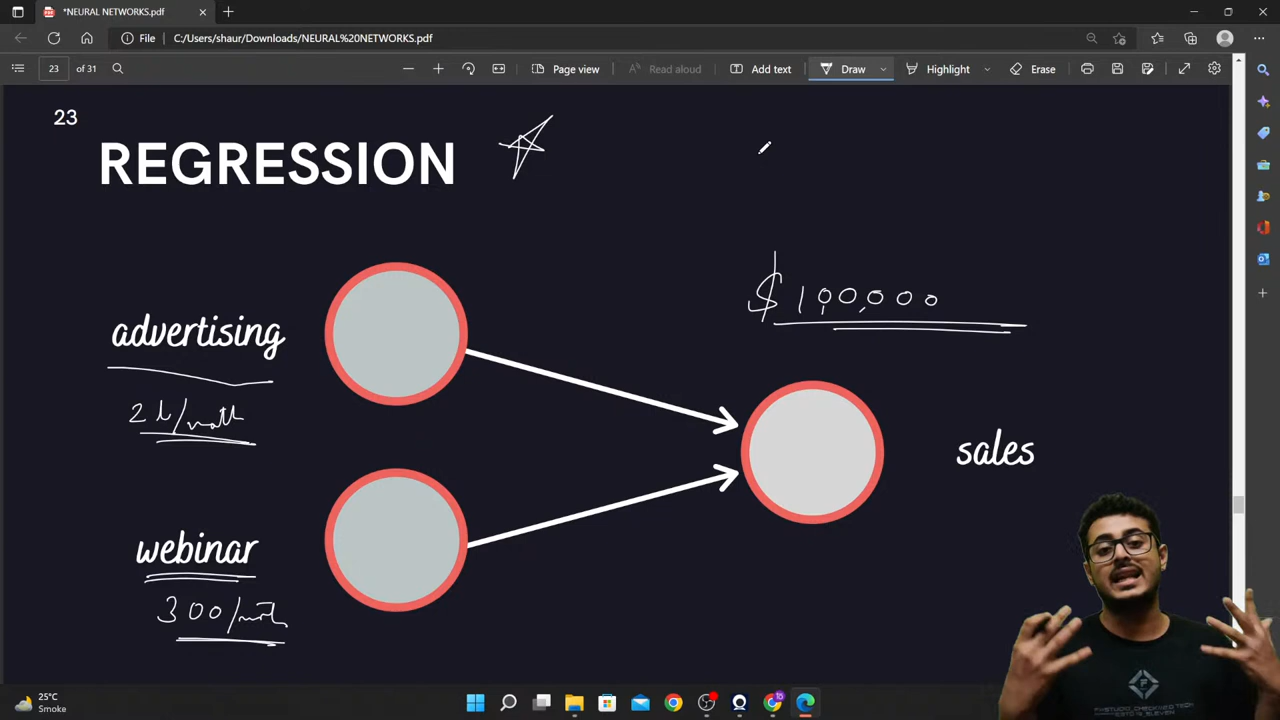 *NEURAL NETWORKS.pdf
File C:/Users/shaur/Downloads/NEURAL%20NETWORKS.pdf
23 of 31 Page view Read aloud Add text Draw Highlight Erase
23
REGRESSION
$100,000
advertising
sales
webinar
25°C
Smoke